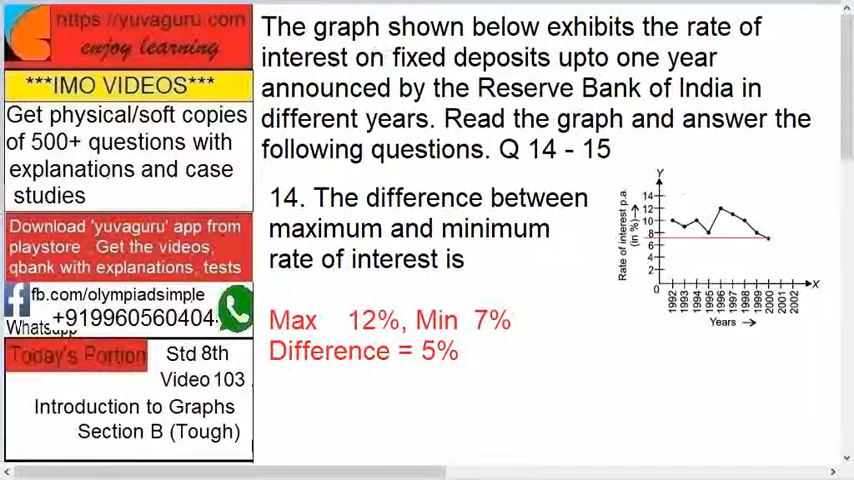 https://yuvaguru.com
enjoy learning
***IMO VIDEOS***
Get physical/soft copies
of 500+ questions with
explanations and case
studies
Download 'yuvaguru' app from
playstore . Get the videos,
qbank with explanations, tests
fb.com/olympiadsimple
Whatsapp
+919960560404
Today's Portion
Std 8th
Video 103
Introduction to Graphs
Section B (Tough)
The graph shown below exhibits the rate of
interest on fixed deposits upto one year
announced by the Reserve Bank of India in
different years. Read the graph and answer the
following questions. Q 14 - 15
14. The difference between
maximum and minimum
rate of interest is
Max 12%, Min 7%
Difference = 5%
Y
14
12
10
8
6
4
2
0
X
Rate of interest p.a.
(in %)
1992
1993
1994
1995
1996
1997
1998
1999
2000
2001
2002
Years